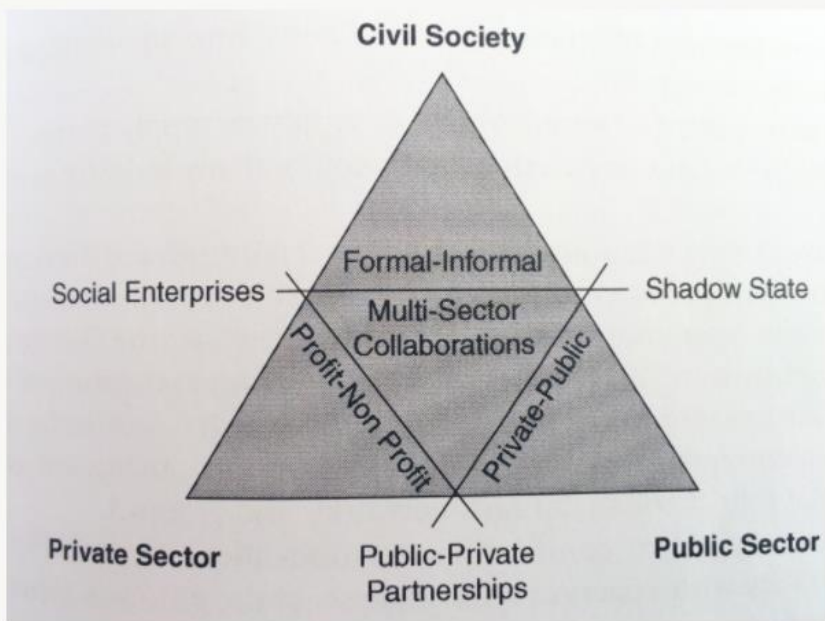 Civil Society
Formal-Informal
Social Enterprises
Shadow State
Multi-Sector
Collaborations
Profit-Non Profit
Private-Public
Private Sector
Public-Private
Partnerships
Public Sector